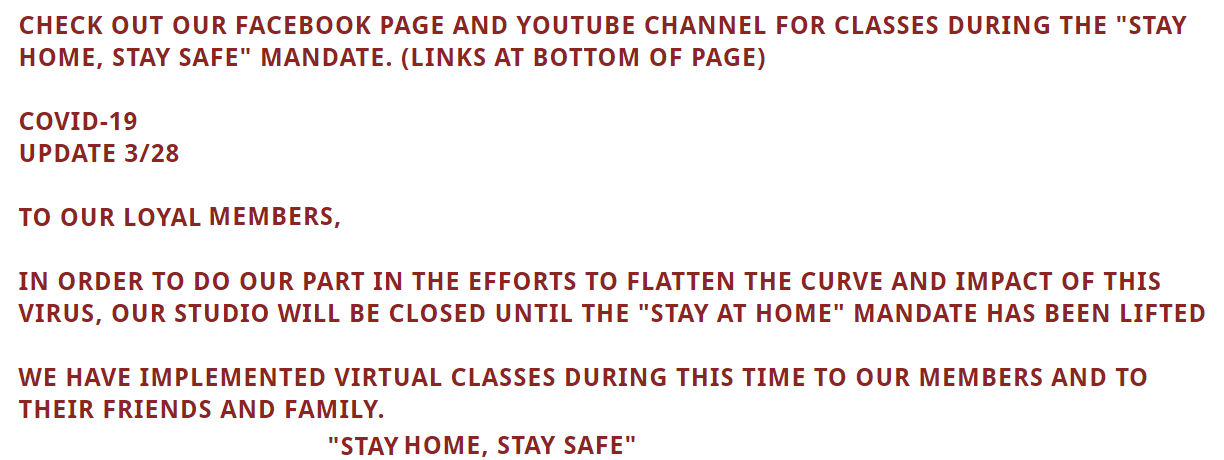 CHECK OUT OUR FACEBOOK PAGE AND YOUTUBE CHANNEL FOR CLASSES DURING THE "STAY
HOME, STAY SAFE" MANDATE. (LINKS AT BOTTOM OF PAGE)
COVID-19
UPDATE 3/28
TO OUR LOYAL MEMBERS,
IN ORDER TO DO OUR PART IN THE EFFORTS TO FLATTEN THE CURVE AND IMPACT OF THIS
VIRUS, OUR STUDIO WILL BE CLOSED UNTIL THE "STAY AT HOME" MANDATE HAS BEEN LIFTED
WE HAVE IMPLEMENTED VIRTUAL CLASSES DURING THIS TIME TO OUR MEMBERS AND TO
THEIR FRIENDS AND FAMILY.
"STAY HOME, STAY SAFE"